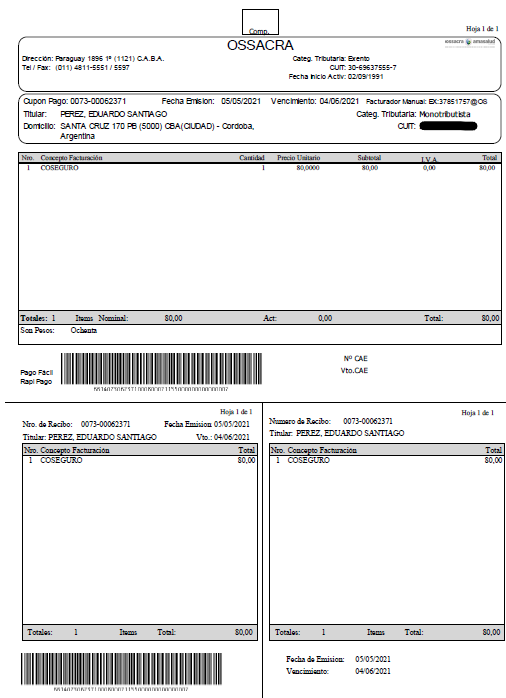 Comp.
Hoja 1 de 1
OSSACRA
ossacra amasalud
Dirección: Paraguay 1896 1º (1121) C.A.B.A.
Categ. Tributaria: Exento
Tel / Fax: (011) 4811-5551 / 5597
CUIT: 30-69637555-7
Fecha Inicio Activ: 02/09/1991
Cupon Pago: 0073-00062371 Fecha Emision: 05/05/2021 Vencimiento: 04/06/2021 Facturador Manual: EX:37851757@OS
Titular: PEREZ, EDUARDO SANTIAGO Categ. Tributaria: Monotributista
Domicilio: SANTA CRUZ 170 PB (5000) CBA(CIUDAD) - Cordoba, CUIT:
Argentina
Nro. Concepto Facturación Cantidad Precio Unitario Subtotal I.V.A. Total
1 COSEGURO 1 80,0000 80,00 0,00 80,00
Totales: 1 Items Nominal: 80,00 Act: 0,00 Total: 80,00
Son Pesos: Ochenta
Nº CAE
Vto.CAE
Pago Fácil
Rapi Pago
Hoja 1 de 1
Nro. de Recibo: 0073-00062371 Fecha Emision 05/05/2021
Titular: PEREZ, EDUARDO SANTIAGO Vto.: 04/06/2021
Nro. Concepto Facturación Total
1 COSEGURO 80,00
Totales: 1 Items Total: 80,00
Hoja 1 de 1
Numero de Recibo: 0073-00062371
Titular: PEREZ, EDUARDO SANTIAGO
Nro. Concepto Facturación Total
1 COSEGURO 80,00
Totales: 1 Items Total: 80,00
Fecha de Emision: 05/05/2021
Vencimiento: 04/06/2021